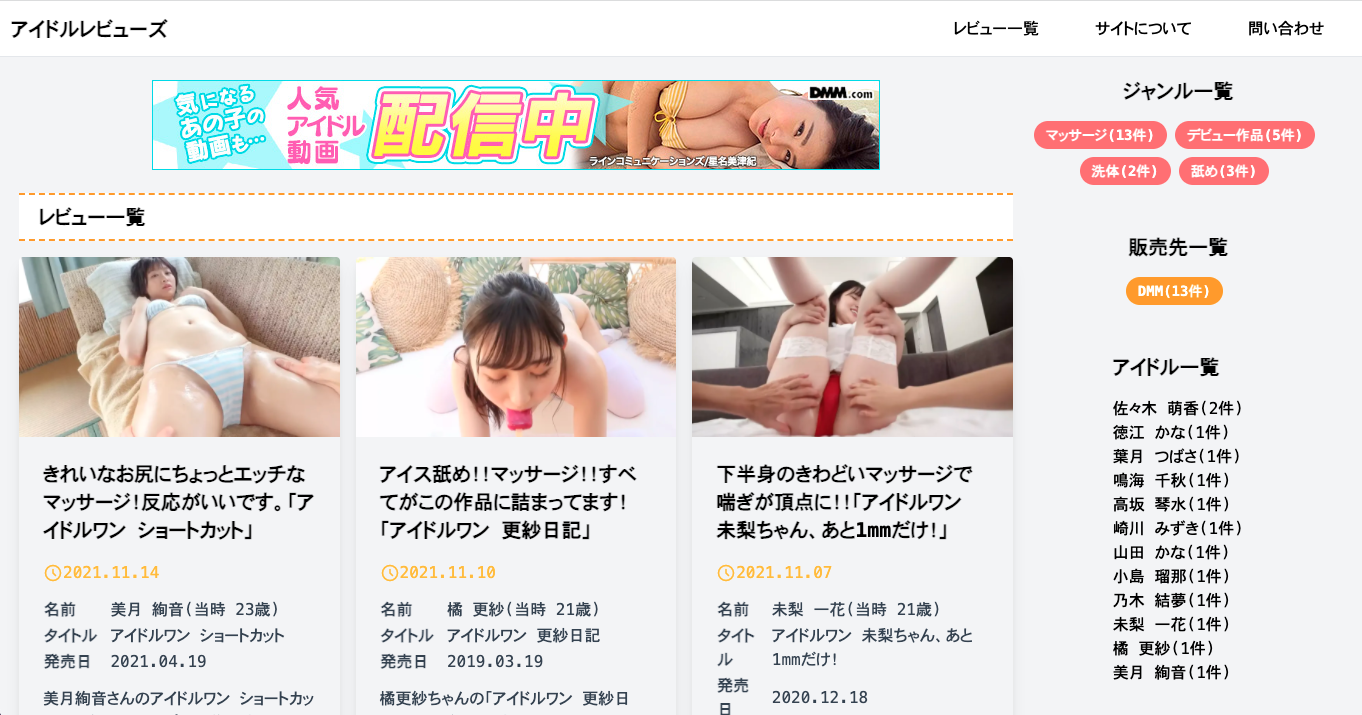 アイドルレビューズ
レビュー一覧
サイトについて
問い合わせ
気になる
あの子の
動画も…
人気
アイドル
動画
配信中
DMM.com
ラインコミュニケーションズ/星名美津紀
レビュー一覧
きれいなお尻にちょっとエッチな
マッサージ!反応がいいです。「ア
イドルワン ショートカット」
2021.11.14
名前 美月 絢音(当時 23歳)
タイトル アイドルワン ショートカット
発売日 2021.04.19
美月絢音さんのアイドルワン ショートカッ
アイス舐め!!マッサージ!!すべ
てがこの作品に詰まってます!
「アイドルワン 更紗日記」
2021.11.10
名前 橘 更紗(当時 21歳)
タイトル アイドルワン 更紗日記
発売日 2019.03.19
橘更紗ちゃんの「アイドルワン 更紗日
下半身のきわどいマッサージで
喘ぎが頂点に!!「アイドルワン
未梨ちゃん、あと1mmだけ!」
2021.11.07
名前 未梨 一花(当時 21歳)
タイト アイドルワン 未梨ちゃん、あと
ル 1mmだけ!
発売
日 2020.12.18
ジャンル一覧
マッサージ(13件)
デビュー作品(5件)
洗体(2件)
舐め(3件)
販売先一覧
DMM(13件)
アイドル一覧
佐々木 萌香(2件)
徳江 かな(1件)
葉月 つばさ(1件)
鳴海 千秋(1件)
高坂 琴水(1件)
崎川 みずき(1件)
山田 かな(1件)
小島 瑠那(1件)
乃木 結夢(1件)
未梨 一花(1件)
橘 更紗(1件)
美月 絢音(1件)